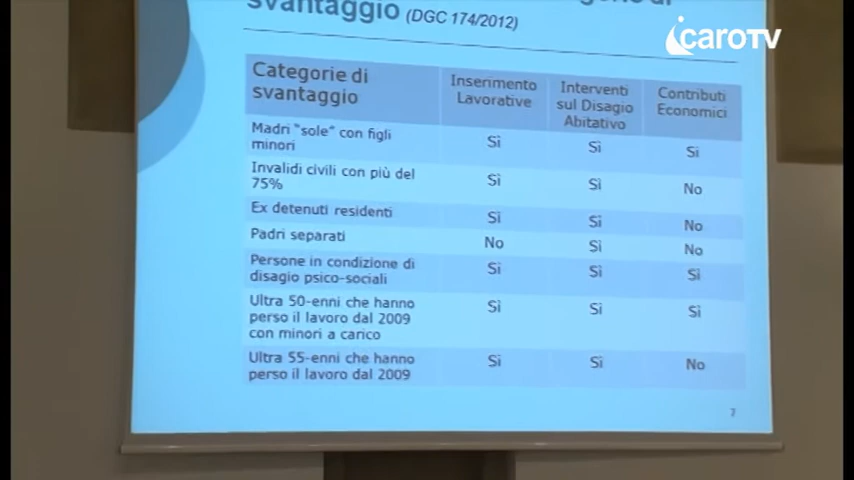 svantaggio (DGC 174/2012)
icaroTV
Categorie di
svantaggio
Inserimento
Lavorative
Interventi
sul Disagio
Abitativo
Contributi
Economici
Madri "sole" con figli
minori
Sì
Sì
Sì
Invalidi civili con più del
75%
Sì
Sì
No
Ex detenuti residenti
Sì
Sì
No
Padri separati
No
Sì
No
Persone in condizione di
disagio psico-sociali
Sì
Sì
Sì
Ultra 50-enni che hanno
perso il lavoro dal 2009
con minori a carico
Sì
Sì
Sì
Ultra 55-enni che hanno
perso il lavoro dal 2009
Sì
Sì
No
7